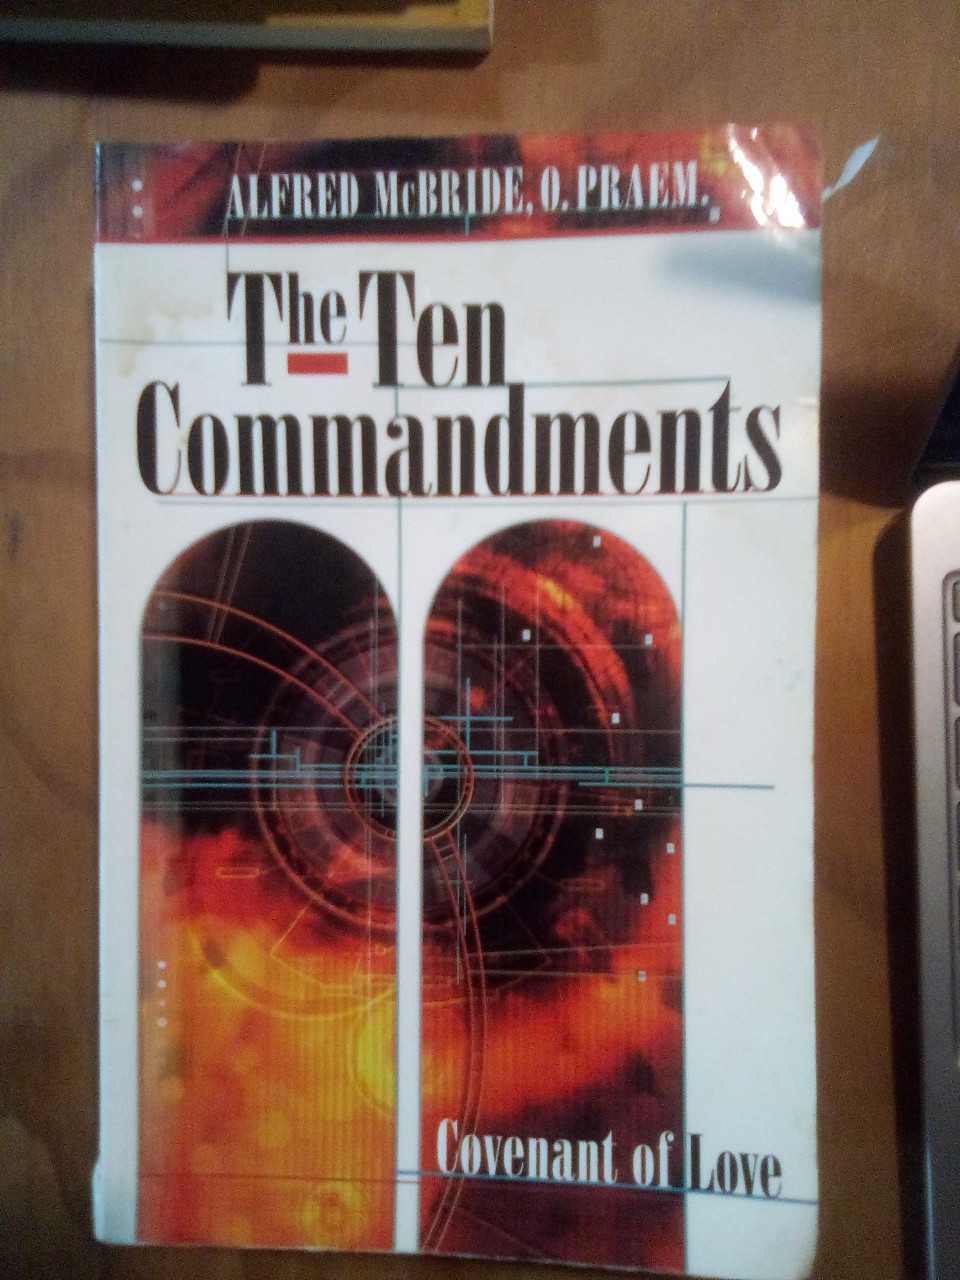 ALFRED McBRIDE, O. PRAEM.
The Ten
Commandments
Covenant of Love